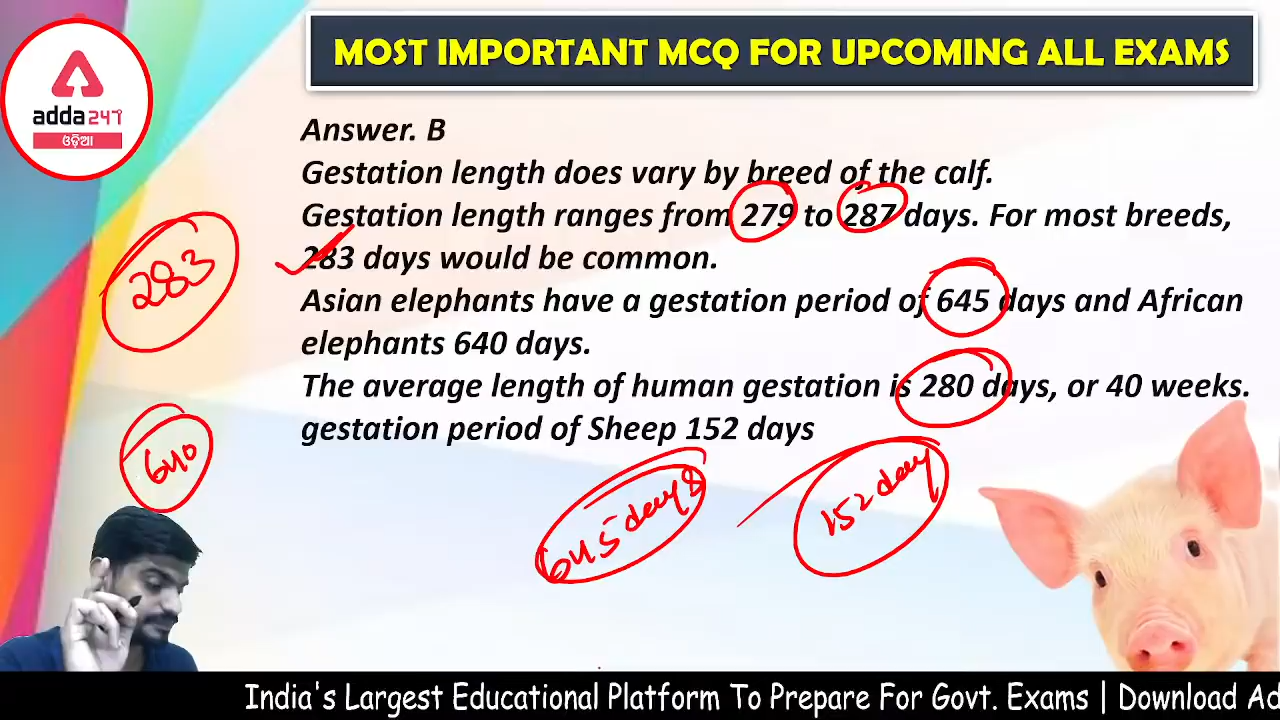 MOST IMPORTANT MCQ FOR UPCOMING ALL EXAMS
adda247
ଓଡ଼ିଆ
Answer. B
Gestation length does vary by breed of the calf.
Gestation length ranges from 279 to 287 days. For most breeds,
283 days would be common.
Asian elephants have a gestation period of 645 days and African
elephants 640 days.
The average length of human gestation is 280 days, or 40 weeks.
gestation period of Sheep 152 days
283
640
645 days
152 day
India's Largest Educational Platform To Prepare For Govt. Exams | Download Ad